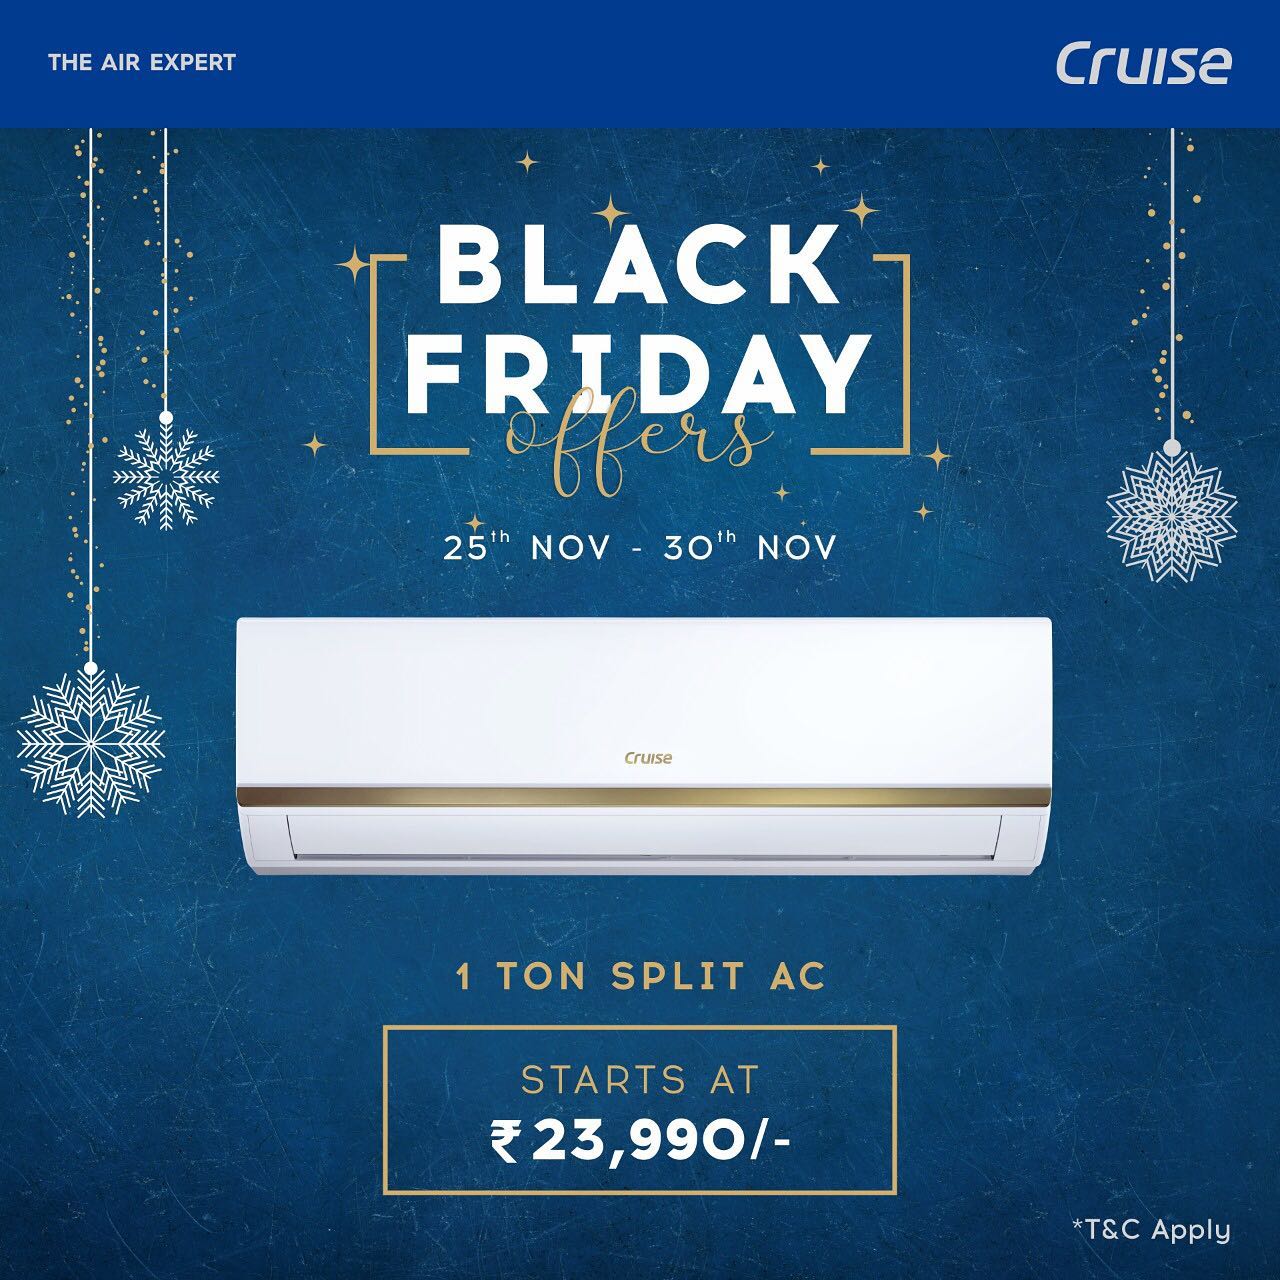 THE AIR EXPERT
Cruise
BLACK
FRIDAY
offers
25th NOV - 30th NOV
Cruise
1 TON SPLIT AC
STARTS AT
₹23,990/-
*T&C Apply